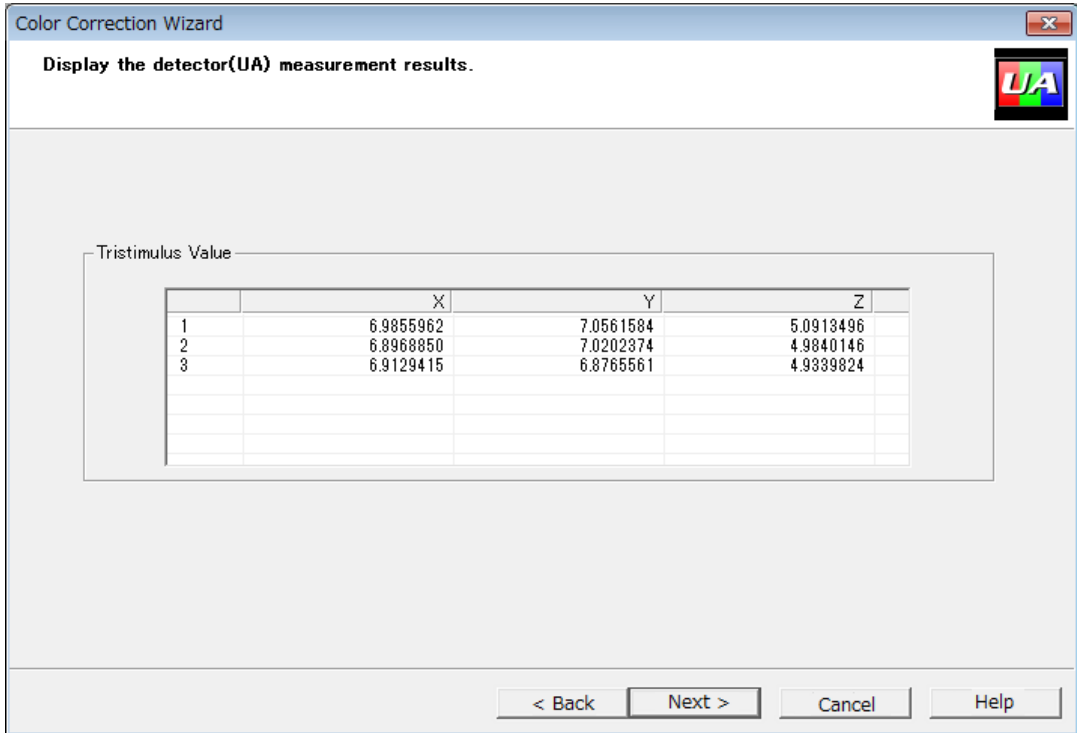 Color Correction Wizard
Display the detector(UA) measurement results.
UA
Tristimulus Value
X Y Z
1 6.9855962 7.0561584 5.0913496
2 6.8968850 7.0202374 4.9840146
3 6.9129415 6.8765561 4.9339824
< Back Next > Cancel Help